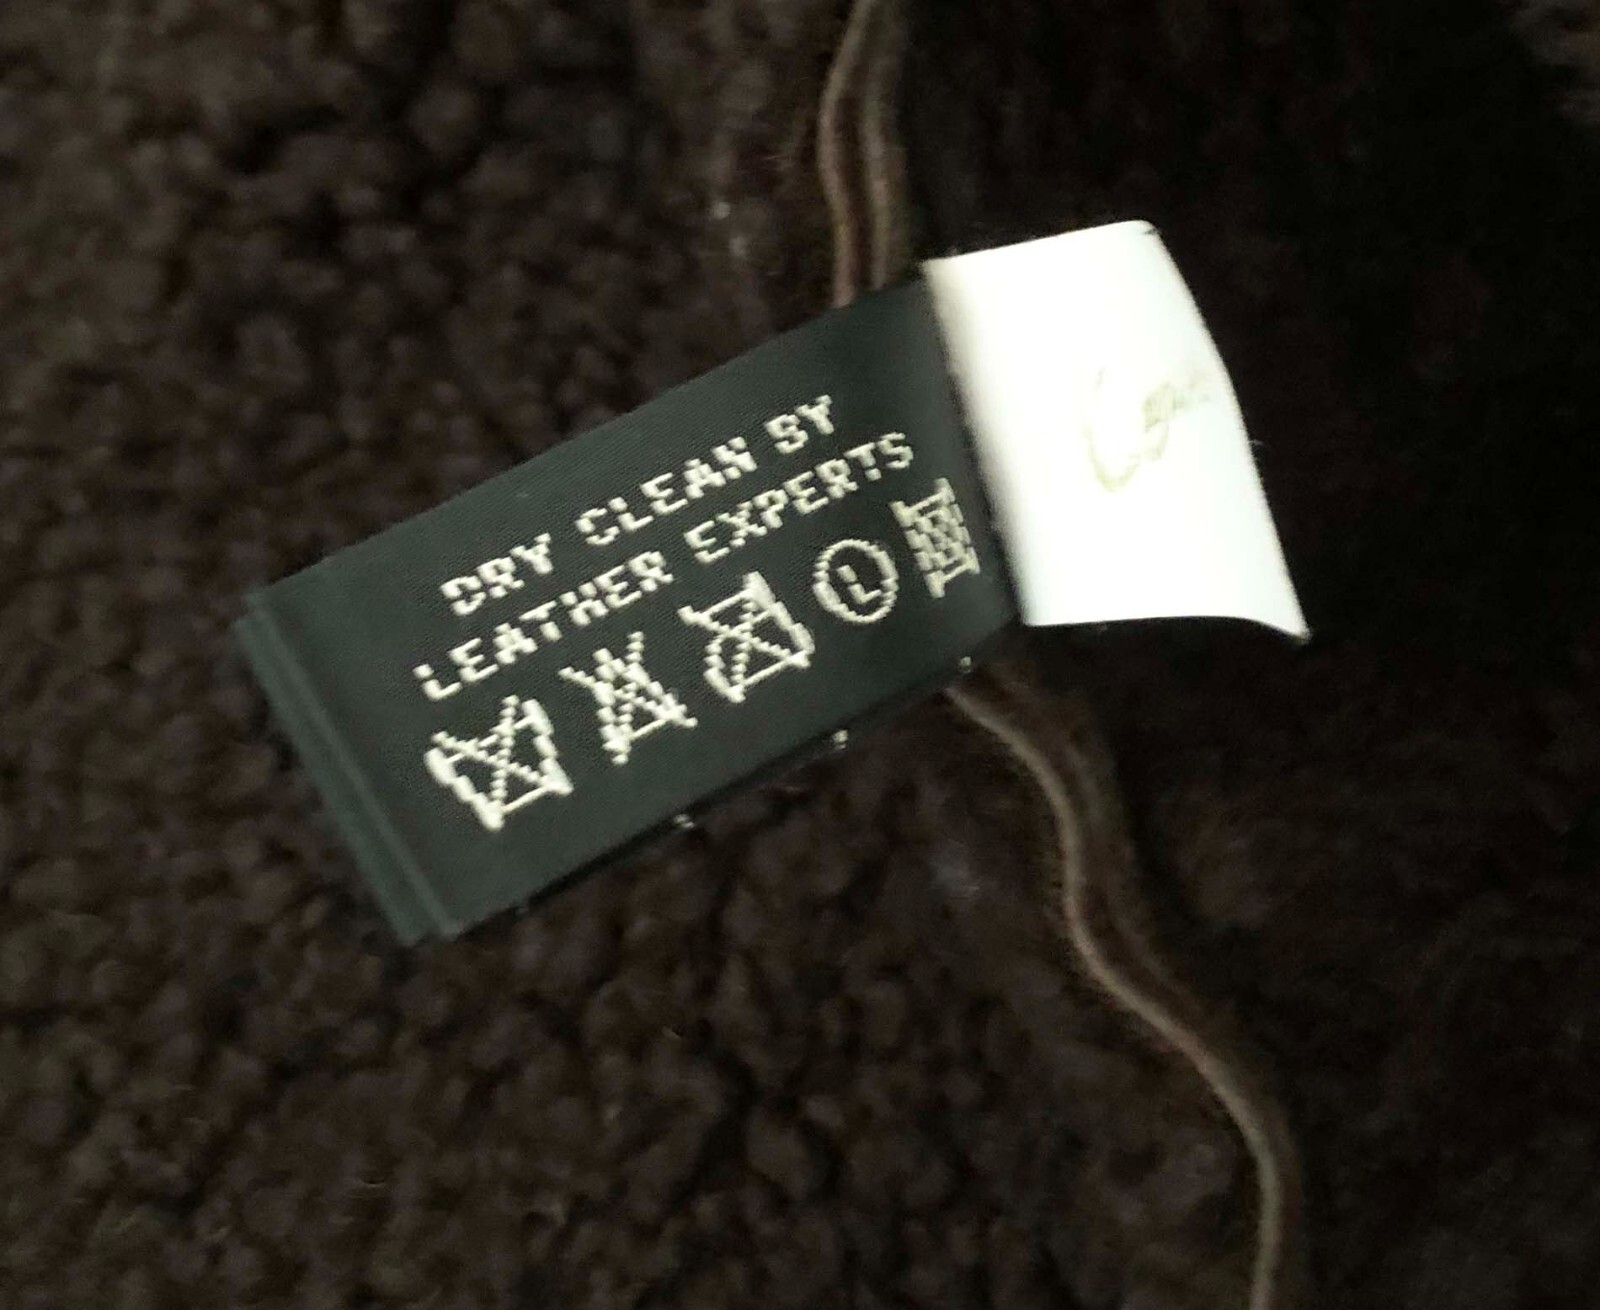 DRY CLEAN BY
LEATHER EXPERTS
L